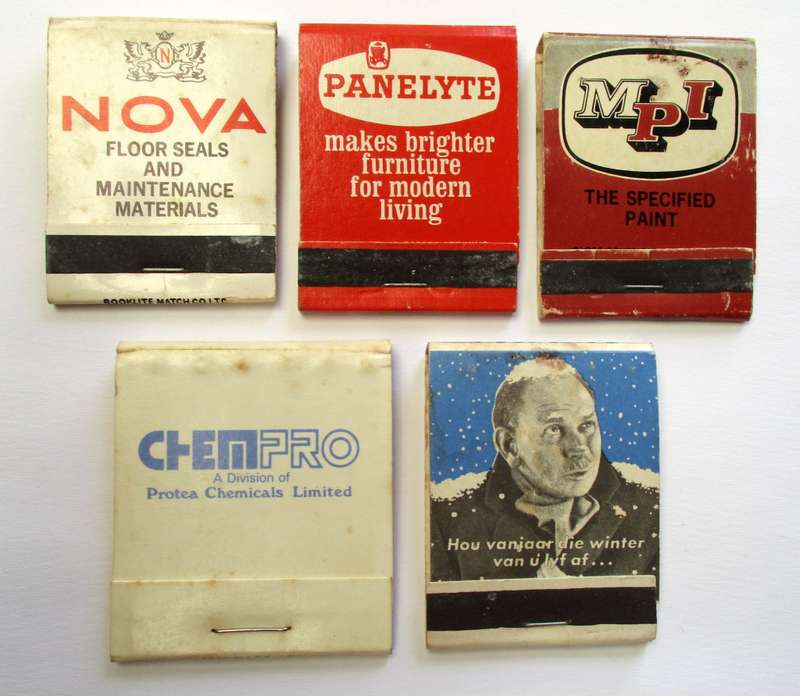 N
NOVA
FLOOR SEALS
AND
MAINTENANCE
MATERIALS
BOOKLITE MATCH CO LTD
PANELYTE
makes brighter
furniture
for modern
living
MPI
THE SPECIFIED
PAINT
CHEMPRO
A Division of
Protea Chemicals Limited
Hou vanjaar die winter
van u lyf af...